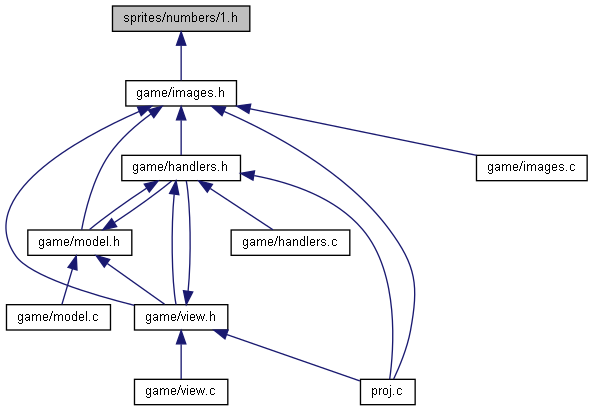 sprites/numbers/1.h
game/images.h
game/handlers.h
game/images.c
game/model.h
game/handlers.c
game/model.c
game/view.h
game/view.c
proj.c